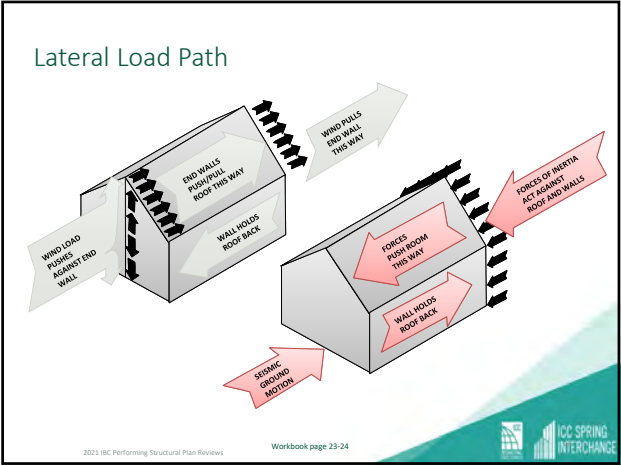 Lateral Load Path
WIND PULLS
END WALL
THIS WAY
END WALLS
PUSH/PULL
ROOF THIS WAY
WALL HOLDS
ROOF BACK
WIND LOAD
PUSHES
AGAINST END
WALL
FORCES OF INERTIA
ACT AGAINST
ROOF AND WALLS
FORCES
PUSH ROOM
THIS WAY
WALL HOLDS
ROOF BACK
SEISMIC
GROUND
MOTION
2021 IBC Performing Structural Plan Reviews
Workbook page 23-24
ICC SPRING
INTERCHANGE